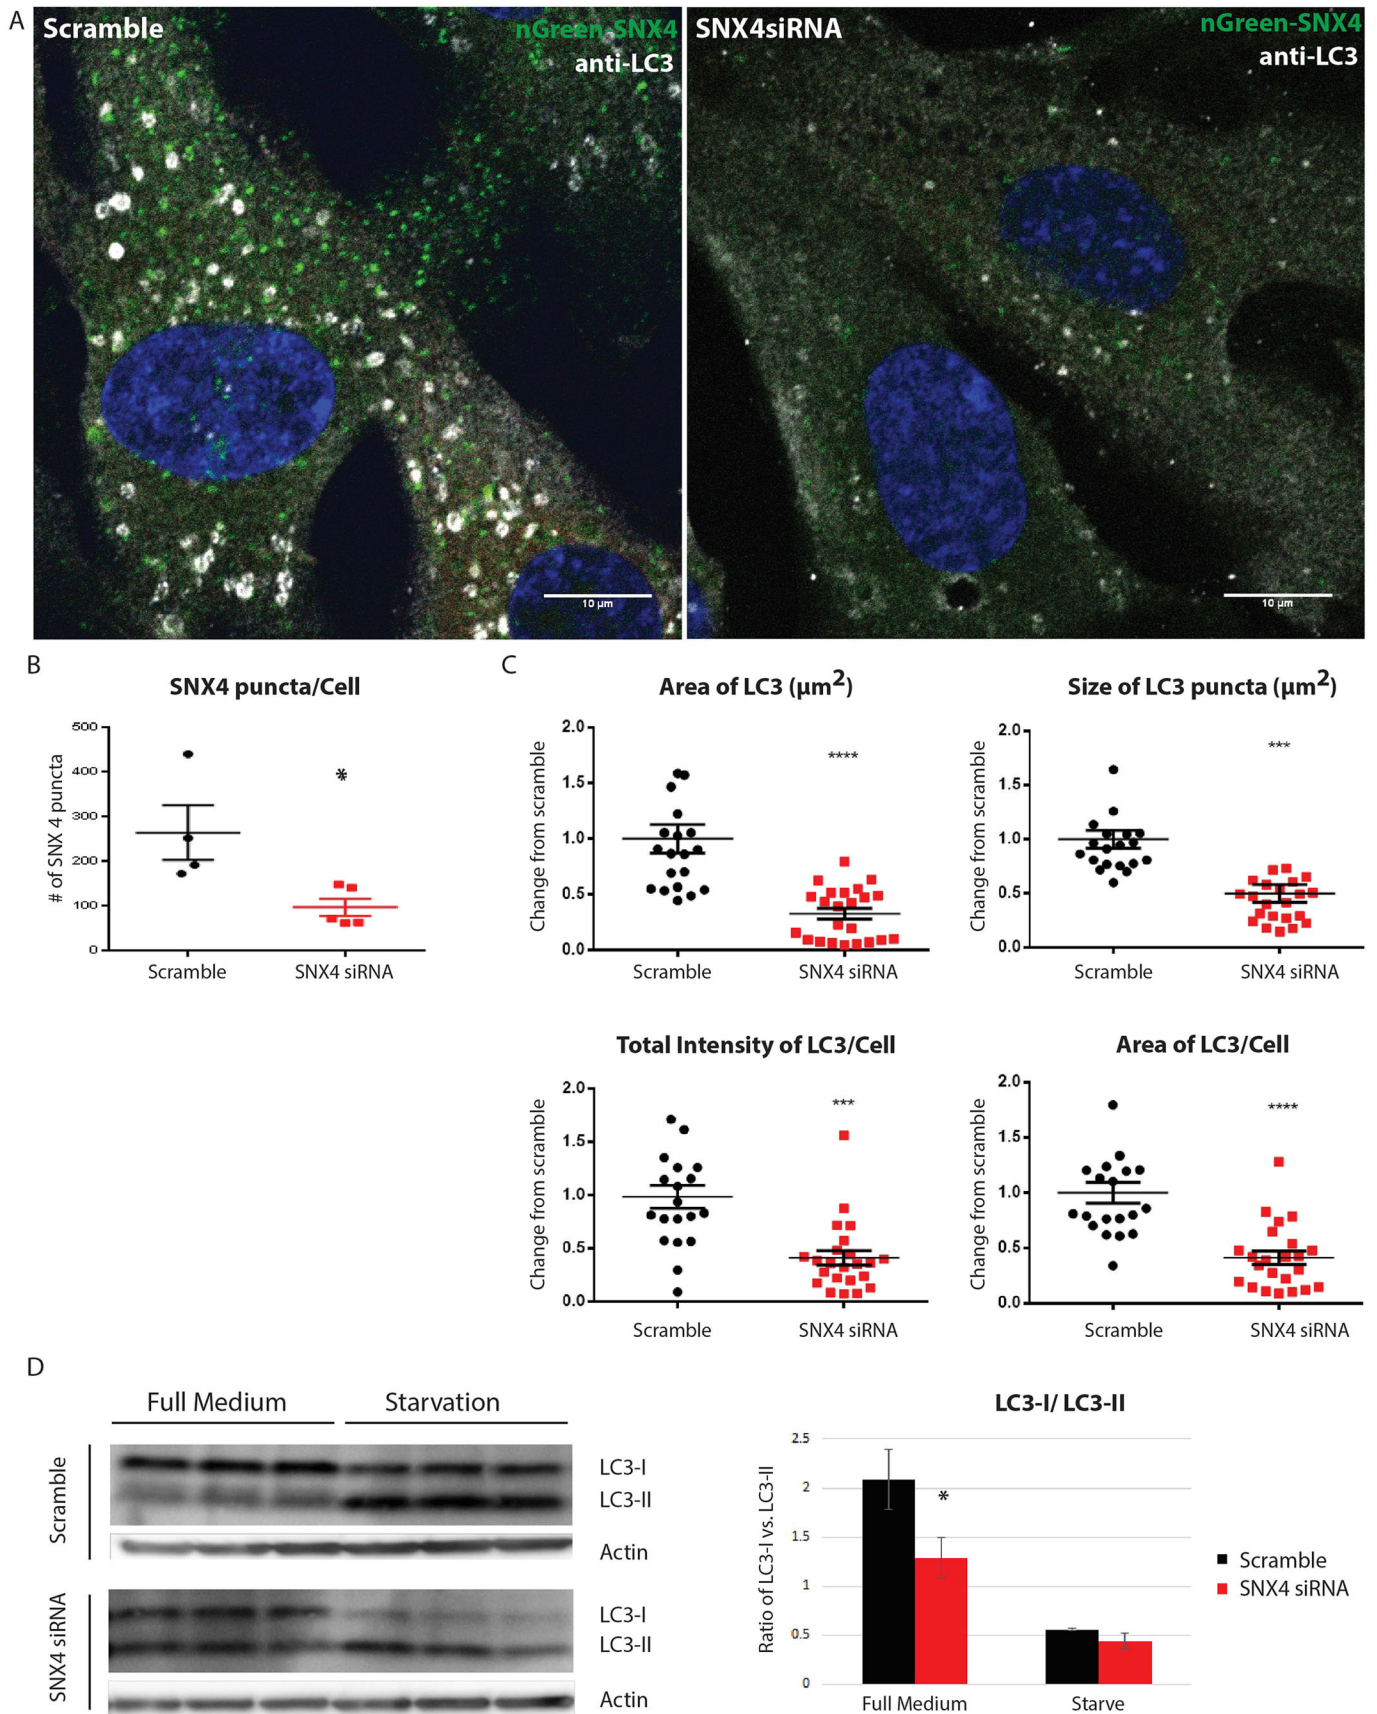 A
Scramble
nGreen-SNX4
anti-LC3
10 µm
SNX4siRNA
nGreen-SNX4
anti-LC3
10 µm
B
SNX4 puncta/Cell
# of SNX 4 puncta
500
400
300
200
100
0
*
Scramble
SNX4 siRNA
C
Area of LC3 (µm²)
Change from scramble
2.0
1.5
1.0
0.5
0.0
****
Scramble
SNX4 siRNA
Size of LC3 puncta (µm²)
Change from scramble
2.0
1.5
1.0
0.5
0.0
***
Scramble
SNX4 siRNA
Total Intensity of LC3/Cell
Change from scramble
2.0
1.5
1.0
0.5
0.0
***
Scramble
SNX4 siRNA
Area of LC3/Cell
Change from scramble
2.0
1.5
1.0
0.5
0.0
****
Scramble
SNX4 siRNA
D
Full Medium
Starvation
Scramble
LC3-I
LC3-II
Actin
SNX4 siRNA
LC3-I
LC3-II
Actin
LC3-I/ LC3-II
Ratio of LC3-I vs. LC3-II
2.5
2
1.5
1
0.5
0
*
Full Medium
Starve
Scramble
SNX4 siRNA